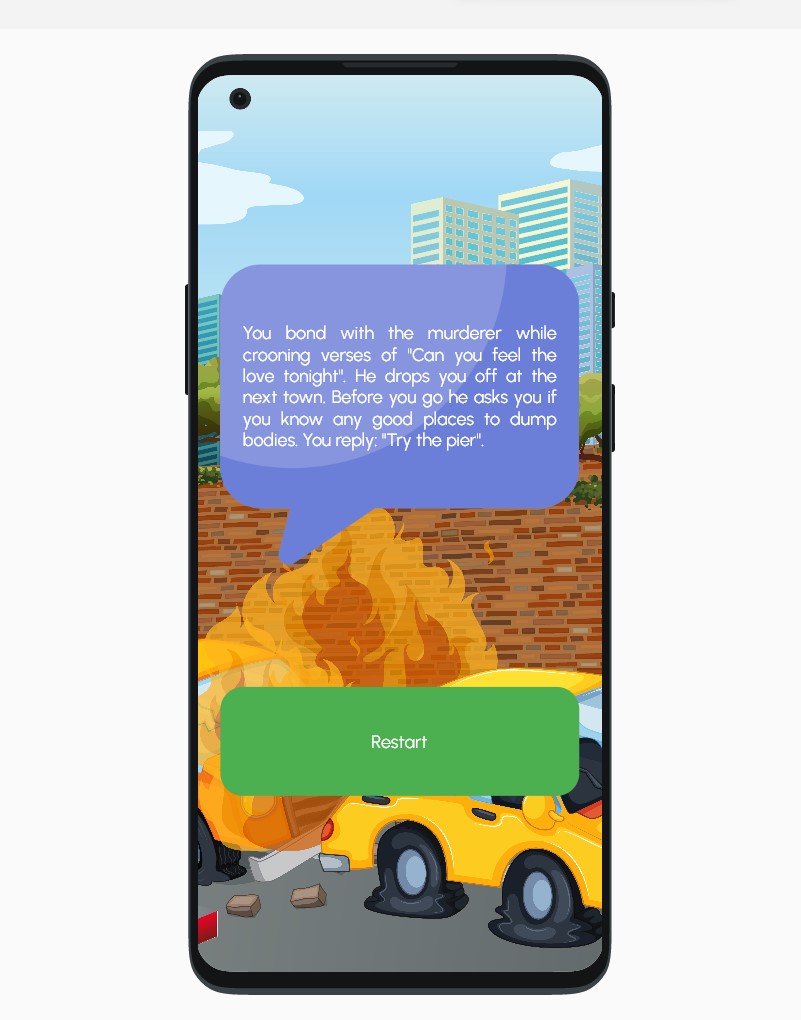 You bond with the murderer while
crooning verses of "Can you feel the
love tonight". He drops you off at the
next town. Before you go he asks you if
you know any good places to dump
bodies. You reply: "Try the pier".
Restart